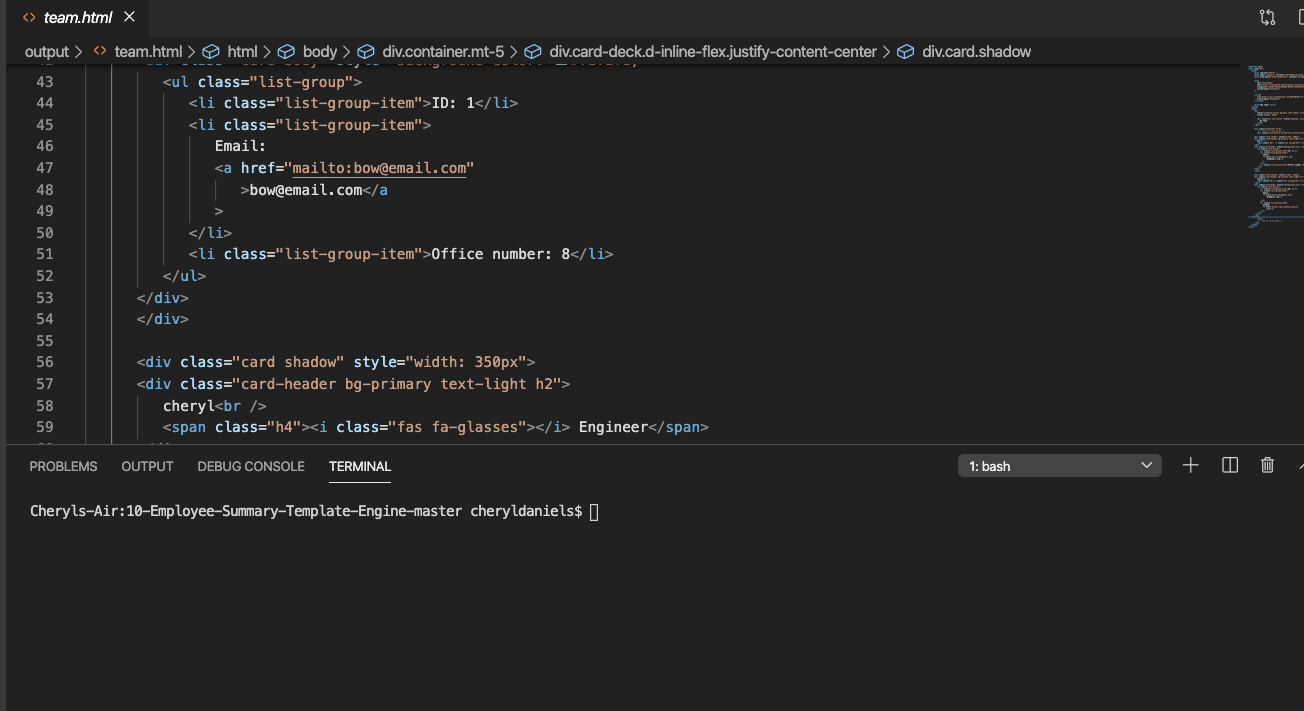 team.html
output > team.html > html > body > div.container.mt-5 > div.card-deck.d-inline-flex.justify-content-center > div.card.shadow
43 <ul class="list-group">
44 <li class="list-group-item">ID: 1</li>
45 <li class="list-group-item">
46 Email:
47 <a href="mailto:bow@email.com"
48 >bow@email.com</a
49 >
50 </li>
51 <li class="list-group-item">Office number: 8</li>
52 </ul>
53 </div>
54 </div>
55
56 <div class="card shadow" style="width: 350px">
57 <div class="card-header bg-primary text-light h2">
58 cheryl<br />
59 <span class="h4"><i class="fas fa-glasses"></i> Engineer</span>
PROBLEMS OUTPUT DEBUG CONSOLE TERMINAL 1: bash
Cheryls-Air:10-Employee-Summary-Template-Engine-master cheryldaniels$